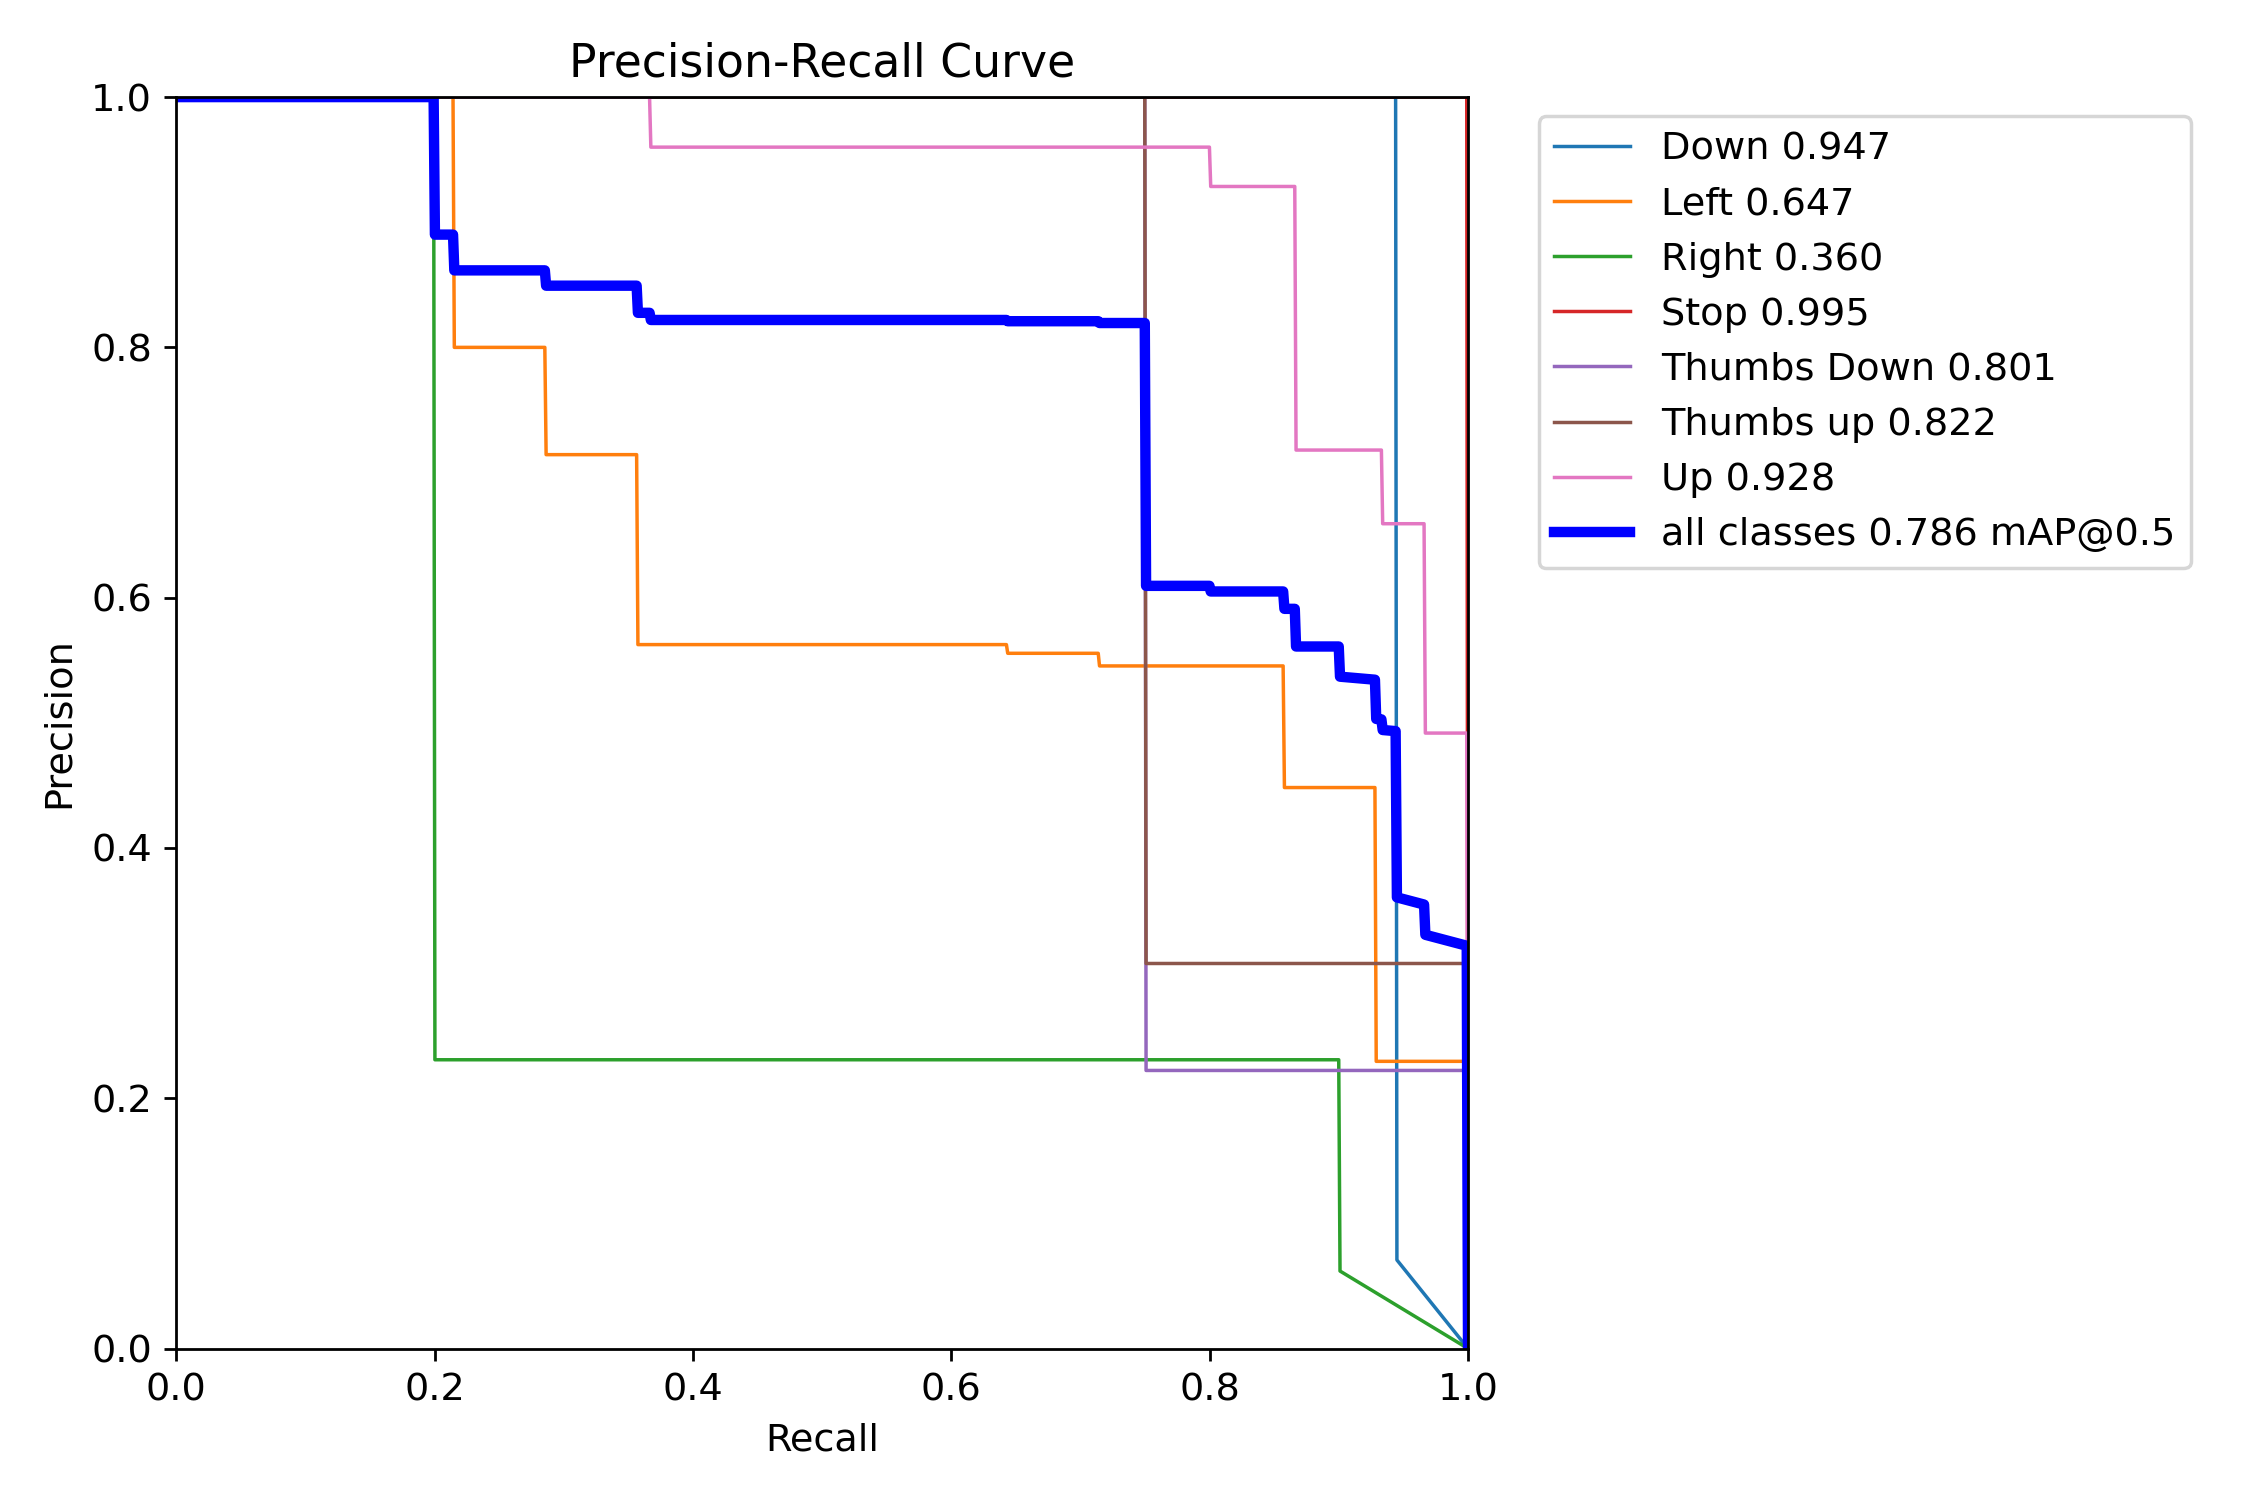 Precision-Recall Curve
1.0
0.8
0.6
0.4
0.2
0.0
Precision
0.0 0.2 0.4 0.6 0.8 1.0
Recall
Down 0.947
Left 0.647
Right 0.360
Stop 0.995
Thumbs Down 0.801
Thumbs up 0.822
Up 0.928
all classes 0.786 mAP@0.5